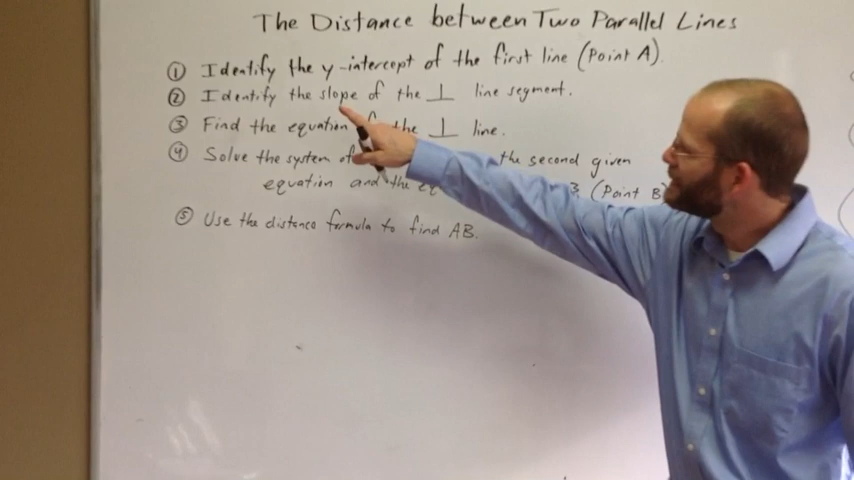 The Distance between Two Parallel Lines
① Identify the y-intercept of the first line (Point A).
② Identify the slope of the ⊥ line segment.
③ Find the equation the ⊥ line.
④ Solve the system of the second given
equation and the 3 (Point B)
⑤ Use the distance formula to find AB.